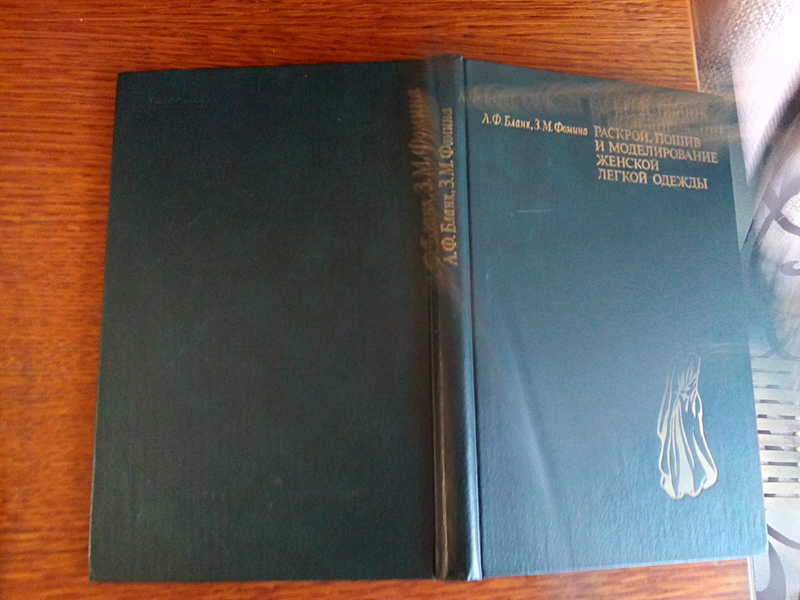 Л.Ф. Бланк, З.М. Фомина
Л.Ф. Бланк, З.М. Фомина
РАСКРОЙ, ПОШИВ
И МОДЕЛИРОВАНИЕ
ЖЕНСКОЙ
ЛЕГКОЙ ОДЕЖДЫ